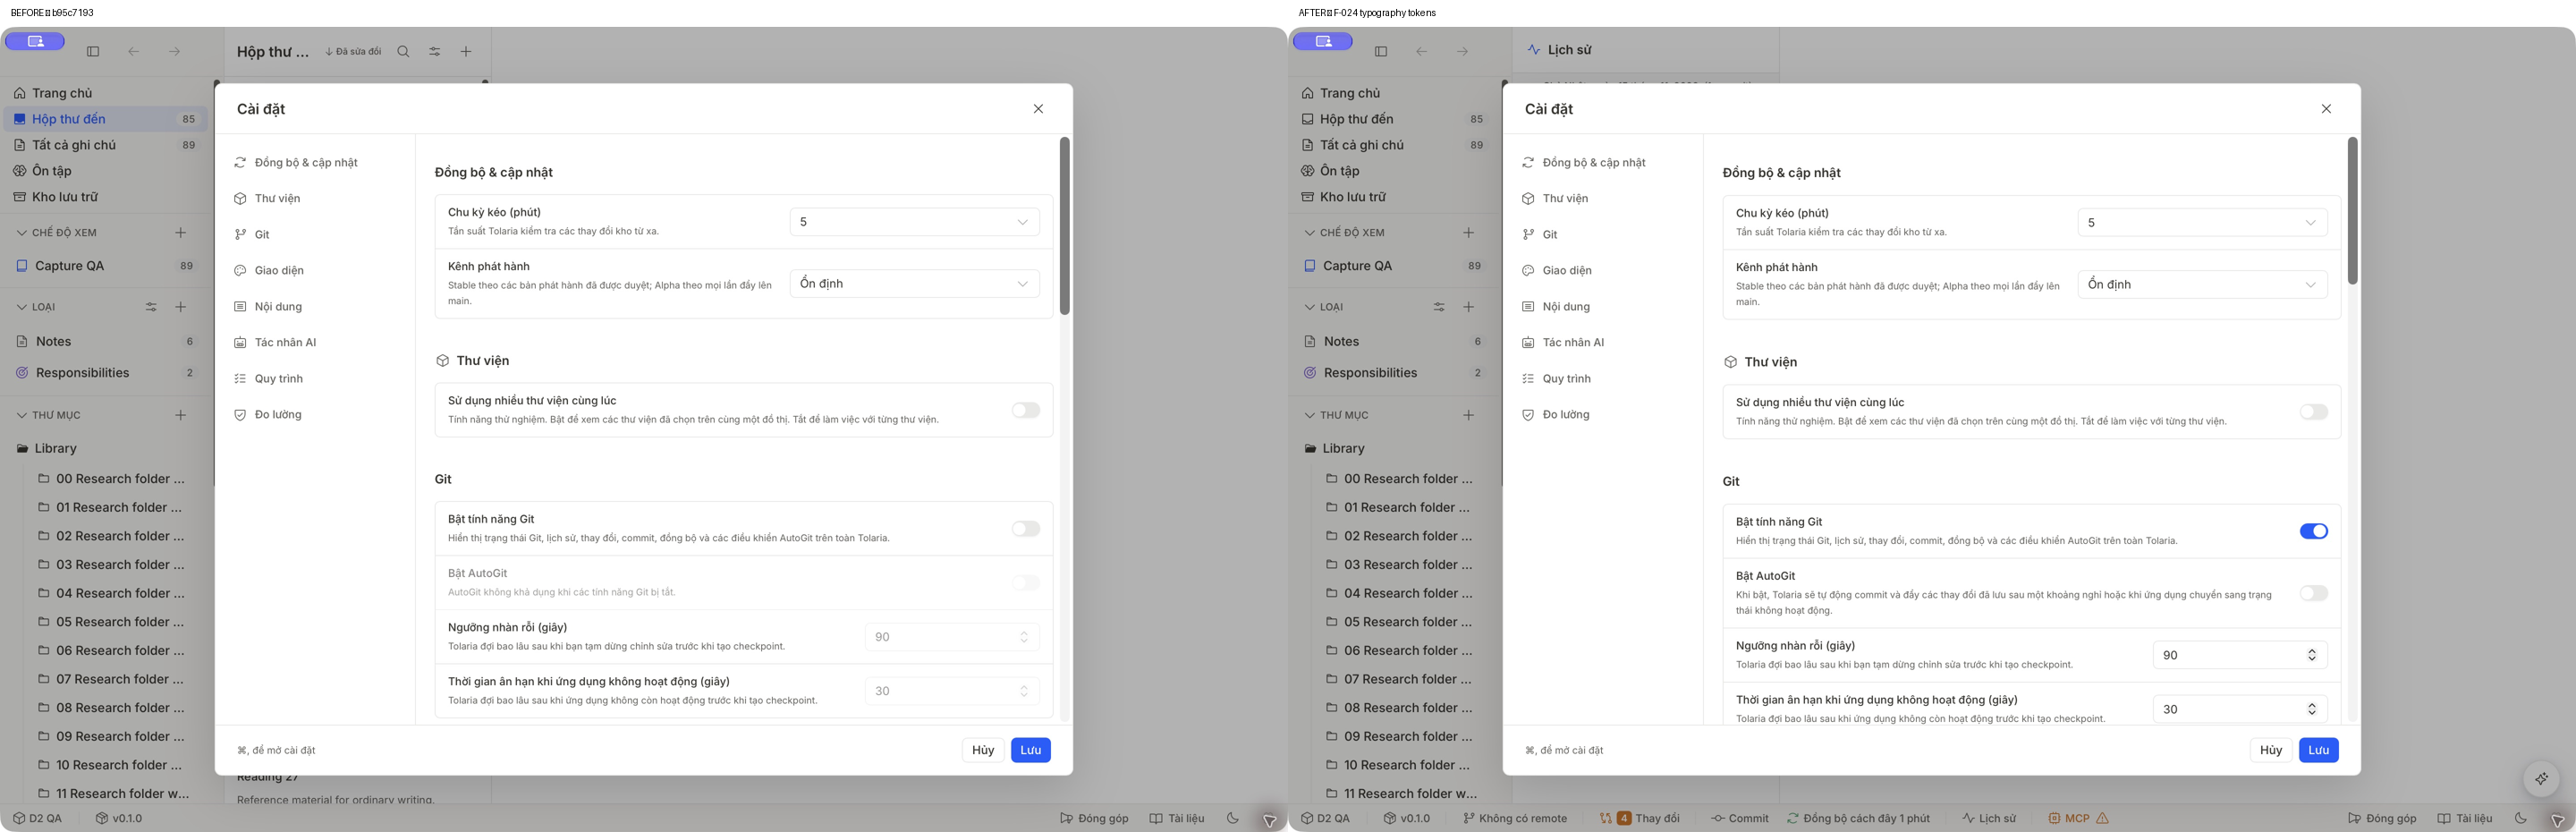 BEFORE b95c7193
Hộp thư ...
Đã sửa đổi
Trang chủ
Hộp thư đến 85
Tất cả ghi chú 89
Ôn tập
Kho lưu trữ
CHẾ ĐỘ XEM
Capture QA 89
LOẠI
Notes 6
Responsibilities 2
THƯ MỤC
Library
00 Research folder ...
01 Research folder ...
02 Research folder ...
03 Research folder ...
04 Research folder ...
05 Research folder ...
06 Research folder ...
07 Research folder ...
08 Research folder ...
09 Research folder ...
10 Research folder ...
11 Research folder w...
Cài đặt
Đồng bộ & cập nhật
Thư viện
Git
Giao diện
Nội dung
Tác nhân AI
Quy trình
Đo lường
Đồng bộ & cập nhật
Chu kỳ kéo (phút)
Tần suất Tolaria kiểm tra các thay đổi kho từ xa.
5
Kênh phát hành
Stable theo các bản phát hành đã được duyệt; Alpha theo mọi lần đẩy lên
main.
Ổn định
Thư viện
Sử dụng nhiều thư viện cùng lúc
Tính năng thử nghiệm. Bật để xem các thư viện đã chọn trên cùng một đồ thị. Tắt để làm việc với từng thư viện.
Git
Bật tính năng Git
Hiển thị trạng thái Git, lịch sử, thay đổi, commit, đồng bộ và các điều khiển AutoGit trên toàn Tolaria.
Bật AutoGit
AutoGit không khả dụng khi các tính năng Git bị tắt.
Ngưỡng nhàn rỗi (giây)
Tolaria đợi bao lâu sau khi bạn tạm dừng chỉnh sửa trước khi tạo checkpoint.
90
Thời gian ân hạn khi ứng dụng không hoạt động (giây)
Tolaria đợi bao lâu sau khi ứng dụng không còn hoạt động trước khi tạo checkpoint.
30
⌘, để mở cài đặt
Hủy
Lưu
Reading 27
Reference material for ordinary writing.
D2 QA
v0.1.0
Đóng góp
Tài liệu
AFTER F-024 typography tokens
Lịch sử
Trang chủ
Hộp thư đến 85
Tất cả ghi chú 89
Ôn tập
Kho lưu trữ
CHẾ ĐỘ XEM
Capture QA 89
LOẠI
Notes 6
Responsibilities 2
THƯ MỤC
Library
00 Research folder ...
01 Research folder ...
02 Research folder ...
03 Research folder ...
04 Research folder ...
05 Research folder ...
06 Research folder ...
07 Research folder ...
08 Research folder ...
09 Research folder ...
10 Research folder ...
11 Research folder w...
Cài đặt
Đồng bộ & cập nhật
Thư viện
Git
Giao diện
Nội dung
Tác nhân AI
Quy trình
Đo lường
Đồng bộ & cập nhật
Chu kỳ kéo (phút)
Tần suất Tolaria kiểm tra các thay đổi kho từ xa.
5
Kênh phát hành
Stable theo các bản phát hành đã được duyệt; Alpha theo mọi lần đẩy lên
main.
Ổn định
Thư viện
Sử dụng nhiều thư viện cùng lúc
Tính năng thử nghiệm. Bật để xem các thư viện đã chọn trên cùng một đồ thị. Tắt để làm việc với từng thư viện.
Git
Bật tính năng Git
Hiển thị trạng thái Git, lịch sử, thay đổi, commit, đồng bộ và các điều khiển AutoGit trên toàn Tolaria.
Bật AutoGit
Khi bật, Tolaria sẽ tự động commit và đẩy các thay đổi đã lưu sau một khoảng nghỉ hoặc khi ứng dụng chuyển sang trạng
thái không hoạt động.
Ngưỡng nhàn rỗi (giây)
Tolaria đợi bao lâu sau khi bạn tạm dừng chỉnh sửa trước khi tạo checkpoint.
90
Thời gian ân hạn khi ứng dụng không hoạt động (giây)
Tolaria đợi bao lâu sau khi ứng dụng không còn hoạt động trước khi tạo checkpoint.
30
⌘, để mở cài đặt
Hủy
Lưu
D2 QA
v0.1.0
Không có remote
4 Thay đổi
Commit
Đồng bộ cách đây 1 phút
Lịch sử
MCP
Đóng góp
Tài liệu